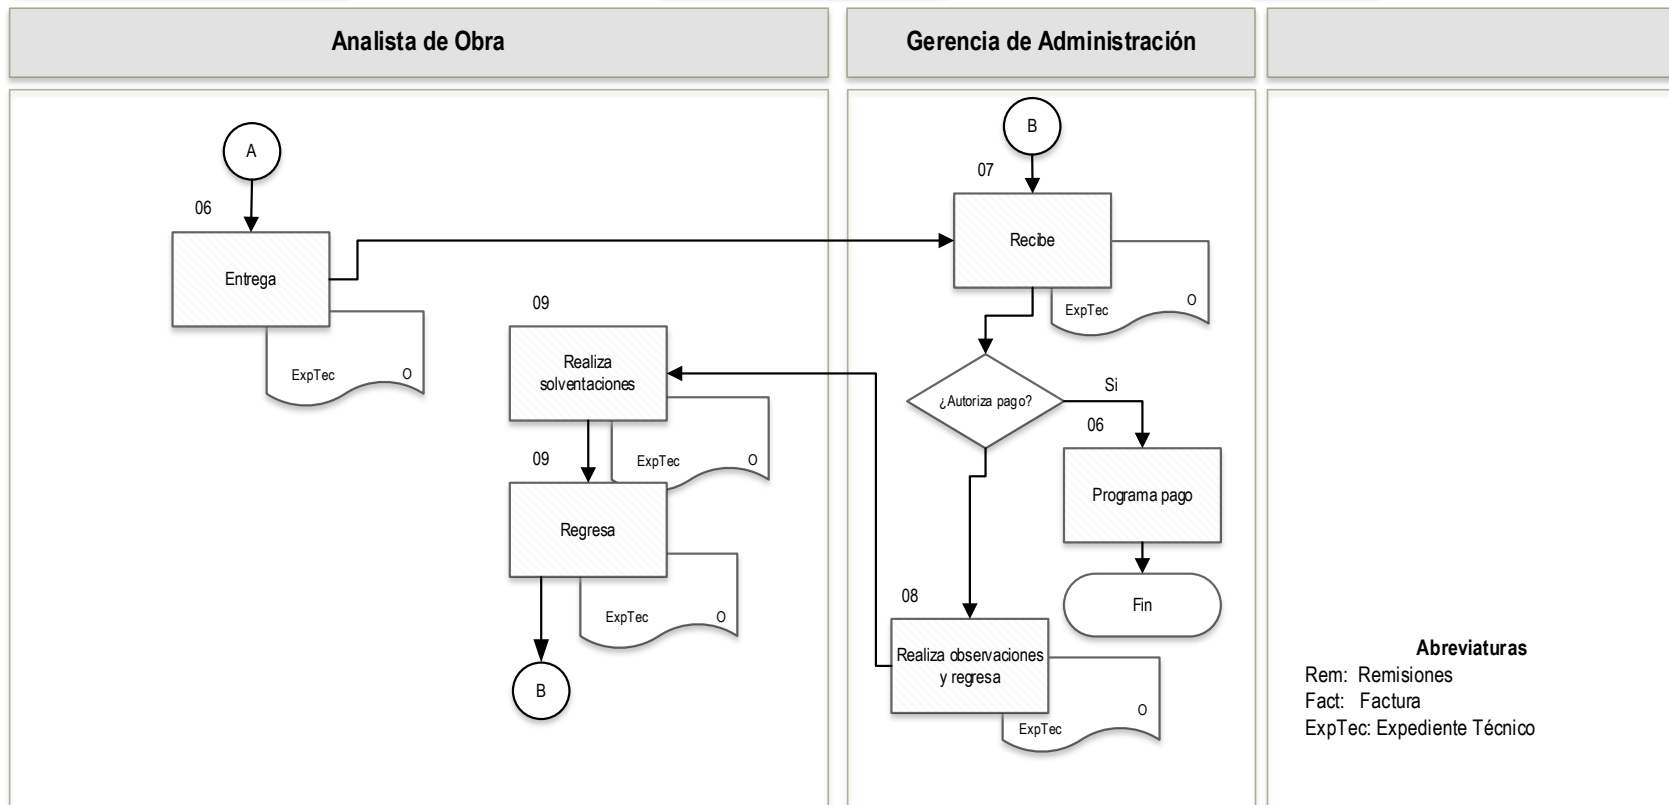 Analista de Obra
Gerencia de Administración
A
06
Entrega
ExpTec O
09
Realiza
solventaciones
ExpTec O
09
Regresa
ExpTec O
B
B
07
Recibe
ExpTec O
¿Autoriza pago?
Si
06
Programa pago
Fin
08
Realiza observaciones
y regresa
ExpTec O
Abreviaturas
Rem: Remisiones
Fact: Factura
ExpTec: Expediente Técnico